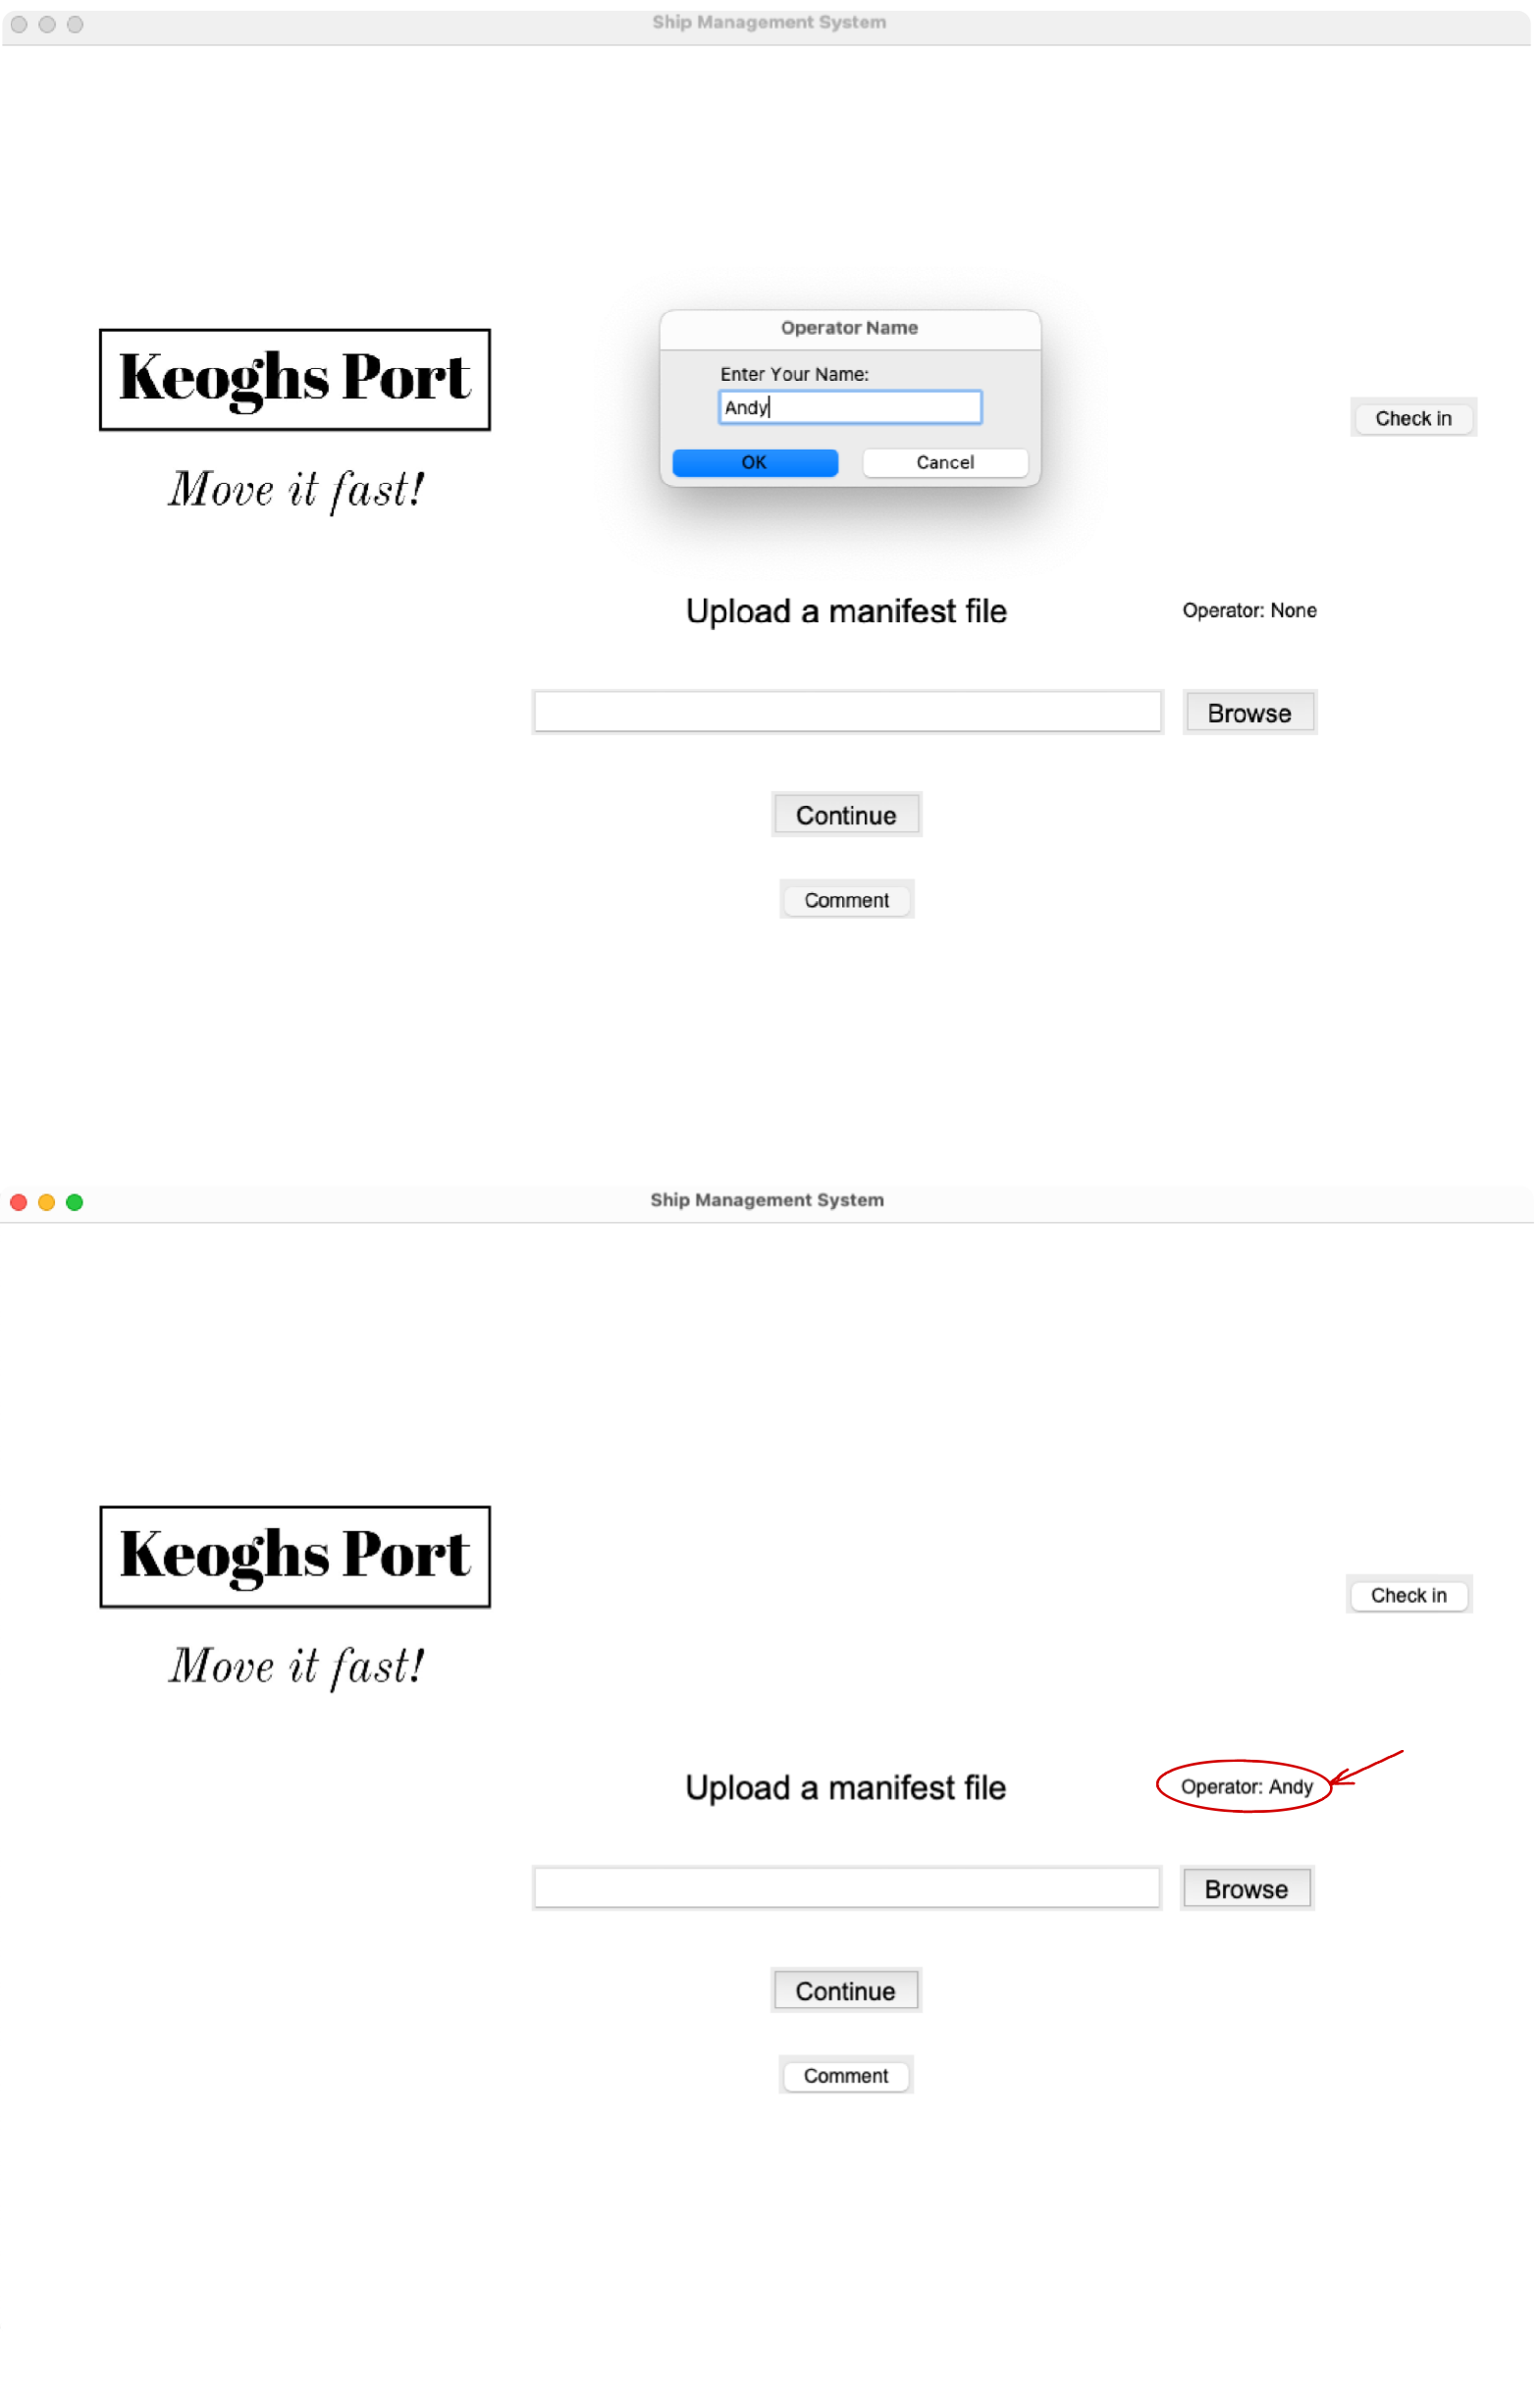 Ship Management System
Operator Name
Enter Your Name:
Andy
OK Cancel
Keoghs Port
Check in
Move it fast!
Upload a manifest file Operator: None
Browse
Continue
Comment
Ship Management System
Keoghs Port
Check in
Move it fast!
Upload a manifest file Operator: Andy
Browse
Continue
Comment